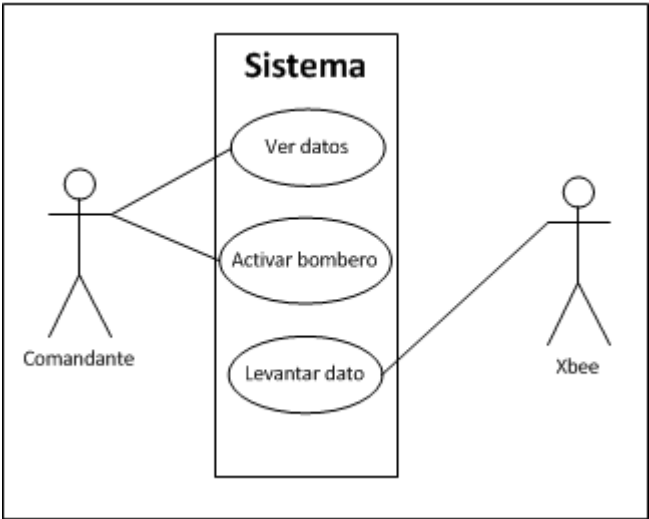 Sistema
Ver datos
Activar bombero
Levantar dato
Comandante
Xbee